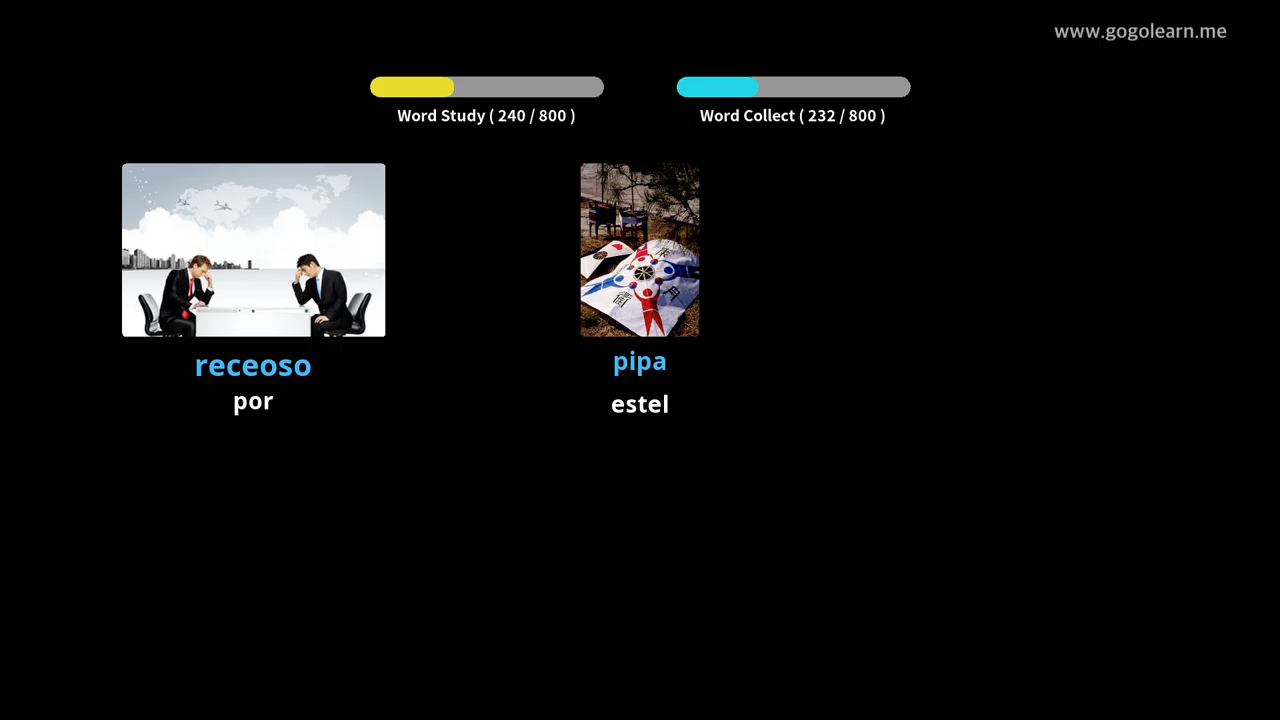 www.gogolearn.me
Word Study ( 240 / 800 )
Word Collect ( 232 / 800 )
receoso
por
pipa
estel